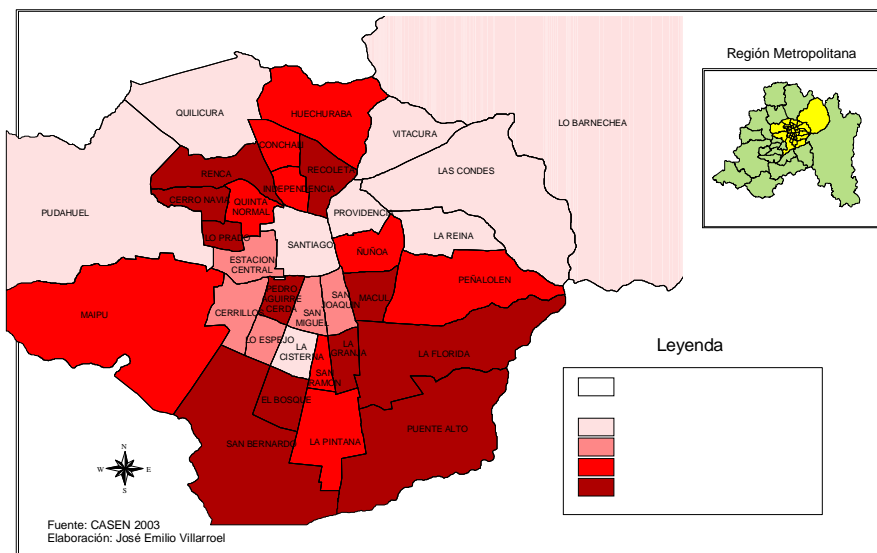 Región Metropolitana
LO BARNECHEA
QUILICURA
HUECHURABA
VITACURA
CONCHALI
RENCA
RECOLETA
LAS CONDES
CERRO NAVIA
INDEPENDENCIA
QUINTA
NORMAL
PUDAHUEL
PROVIDENCIA
LO PRADO
SANTIAGO
LA REINA
ESTACION
CENTRAL
ÑUÑOA
PEÑALOLEN
PEDRO
AGUIRRE
CERDA
SAN
JOAQUIN
MACUL
MAIPU
CERRILLOS
SAN
MIGUEL
LO ESPEJO
LA
CISTERNA
LA
GRANJA
LA FLORIDA
SAN
RAMON
EL BOSQUE
PUENTE ALTO
SAN BERNARDO
LA PINTANA
Leyenda
N
W
E
S
Fuente: CASEN 2003
Elaboración: José Emilio Villarroel